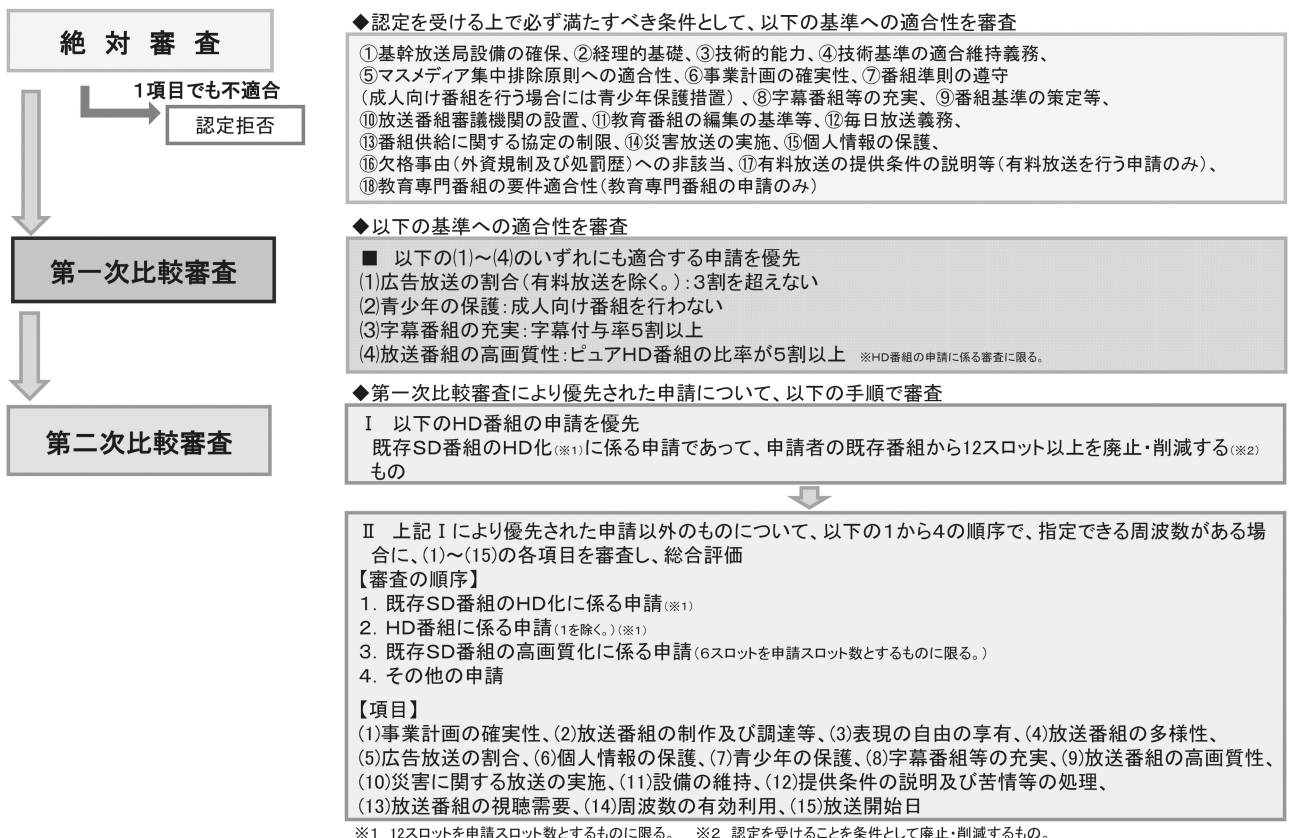 絶対審査
1項目でも不適合
認定拒否
◆認定を受ける上で必ず満たすべき条件として、以下の基準への適合性を審査
①基幹放送局設備の確保、②経理的基礎、③技術的能力、④技術基準の適合維持義務、
⑤マスメディア集中排除原則への適合性、⑥事業計画の確実性、⑦番組準則の遵守
(成人向け番組を行う場合には青少年保護措置)、⑧字幕番組等の充実、⑨番組基準の策定等、
⑩放送番組審議機関の設置、⑪教育番組の編集の基準等、⑫毎日放送義務、
⑬番組供給に関する協定の制限、⑭災害放送の実施、⑮個人情報の保護、
⑯欠格事由(外資規制及び処罰歴)への非該当、⑰有料放送の提供条件の説明等(有料放送を行う申請のみ)、
⑱教育専門番組の要件適合性(教育専門番組の申請のみ)
第一次比較審査
◆以下の基準への適合性を審査
■ 以下の⑴~⑷のいずれにも適合する申請を優先
⑴広告放送の割合(有料放送を除く。):3割を超えない
⑵青少年の保護:成人向け番組を行わない
⑶字幕番組の充実:字幕付与率5割以上
⑷放送番組の高画質性:ピュアHD番組の比率が5割以上 ※HD番組の申請に係る審査に限る。
第二次比較審査
◆第一次比較審査により優先された申請について、以下の手順で審査
Ⅰ 以下のHD番組の申請を優先
既存SD番組のHD化(※1)に係る申請であって、申請者の既存番組から12スロット以上を廃止・削減する(※2)
もの
Ⅱ 上記Ⅰにより優先された申請以外のものについて、以下の1から4の順序で、指定できる周波数がある場
合に、(1)~(15)の各項目を審査し、総合評価
【審査の順序】
1. 既存SD番組のHD化に係る申請(※1)
2. HD番組に係る申請(1を除く。)(※1)
3. 既存SD番組の高画質化に係る申請(6スロットを申請スロット数とするものに限る。)
4. その他の申請
【項目】
(1)事業計画の確実性、(2)放送番組の制作及び調達等、(3)表現の自由の享有、(4)放送番組の多様性、
(5)広告放送の割合、(6)個人情報の保護、(7)青少年の保護、(8)字幕番組等の充実、(9)放送番組の高画質性、
(10)災害に関する放送の実施、(11)設備の維持、(12)提供条件の説明及び苦情等の処理、
(13)放送番組の視聴需要、(14)周波数の有効利用、(15)放送開始日
※1 12スロットを申請スロット数とするものに限る。 ※2 認定を受けることを条件として廃止・削減するもの。